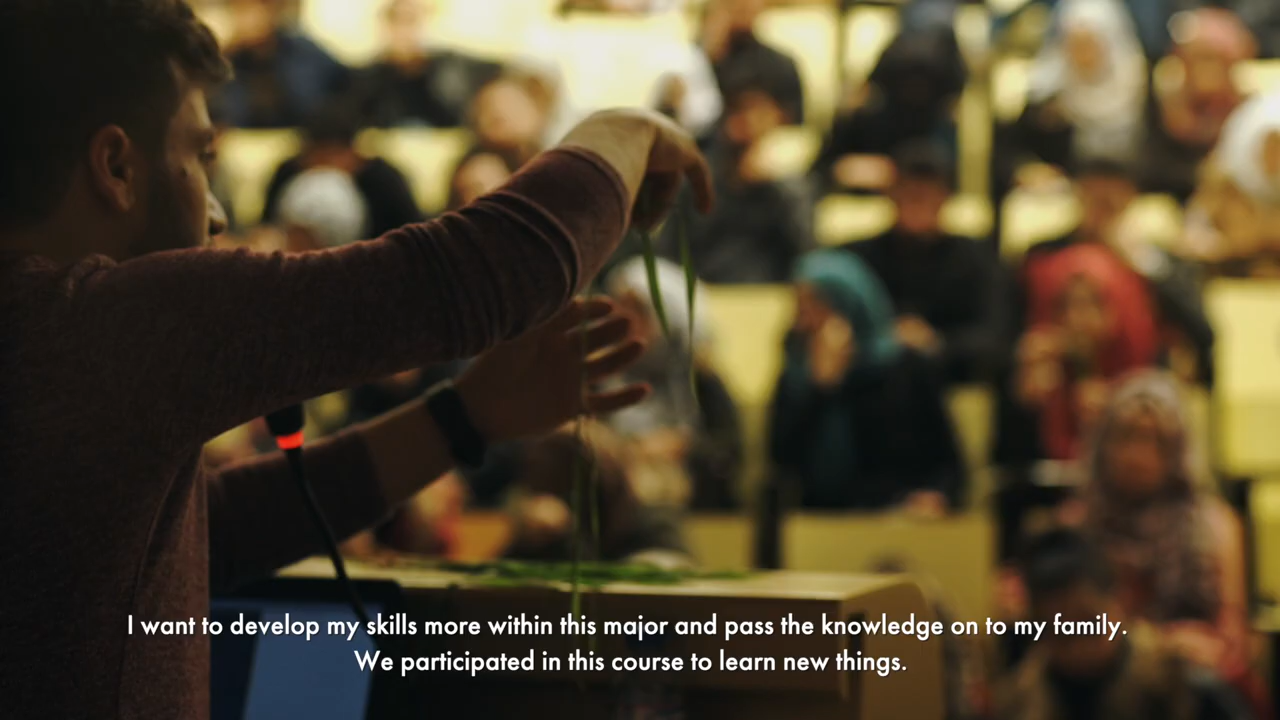 I want to develop my skills more within this major and pass the knowledge on to my family.
We participated in this course to learn new things.